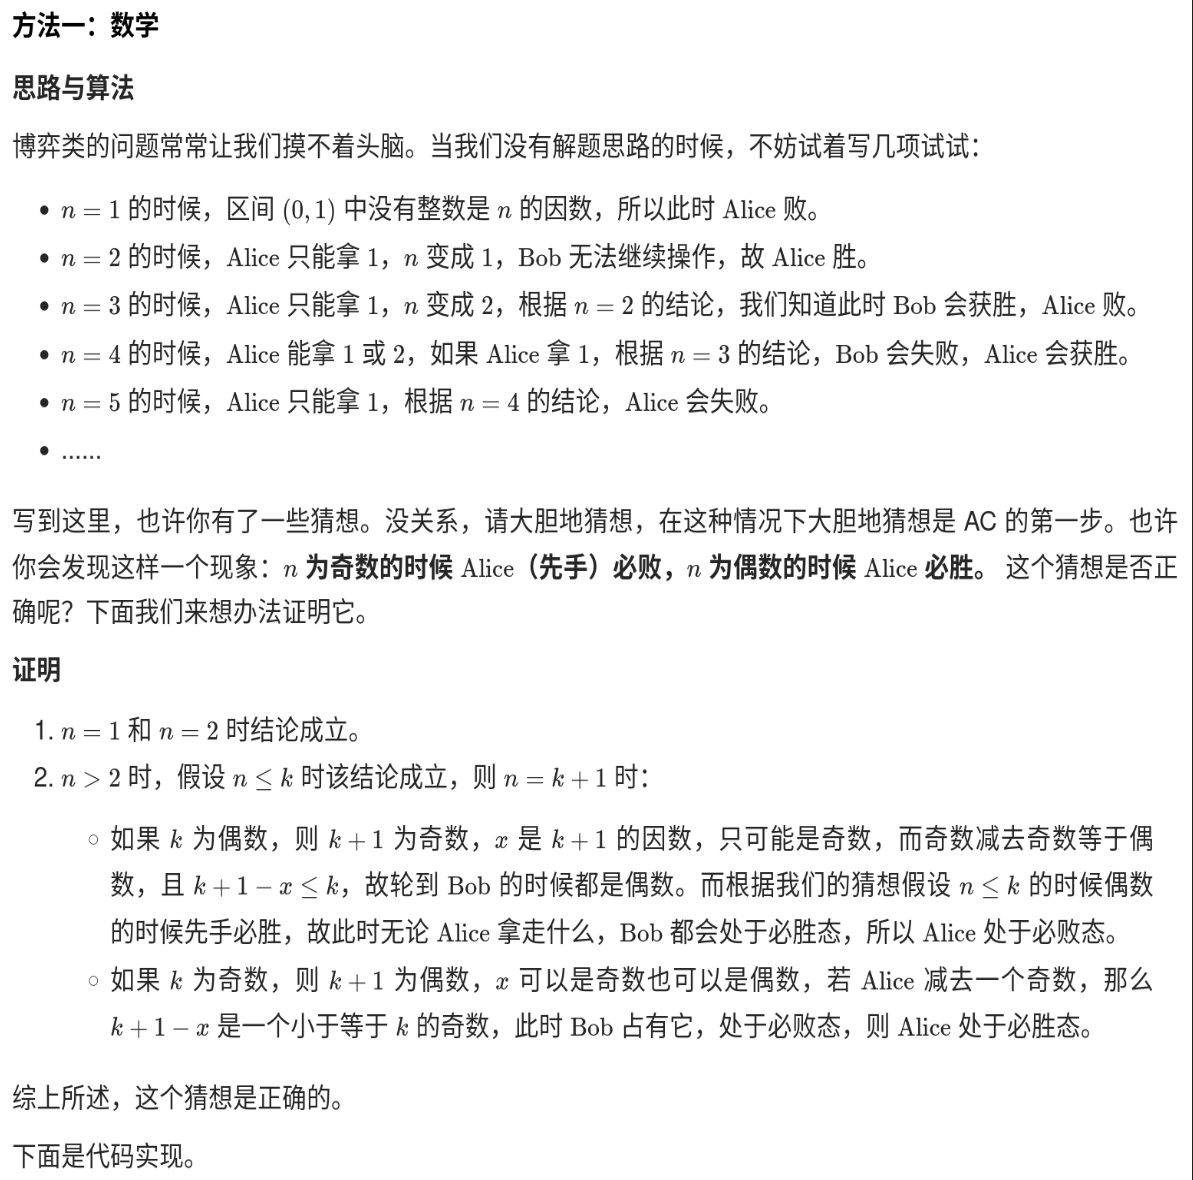 方法一：数学
思路与算法
博弈类的问题常常让我们摸不着头脑。当我们没有解题思路的时候，不妨试着写几项试试：
• n = 1 的时候，区间 (0, 1) 中没有整数是 n 的因数，所以此时 Alice 败。
• n = 2 的时候，Alice 只能拿 1，n 变成 1，Bob 无法继续操作，故 Alice 胜。
• n = 3 的时候，Alice 只能拿 1，n 变成 2，根据 n = 2 的结论，我们知道此时 Bob 会获胜，Alice 败。
• n = 4 的时候，Alice 能拿 1 或 2，如果 Alice 拿 1，根据 n = 3 的结论，Bob 会失败，Alice 会获胜。
• n = 5 的时候，Alice 只能拿 1，根据 n = 4 的结论，Alice 会失败。
• ......
写到这里，也许你有了一些猜想。没关系，请大胆地猜想，在这种情况下大胆地猜想是 AC 的第一步。也许
你会发现这样一个现象：n 为奇数的时候 Alice（先手）必败，n 为偶数的时候 Alice 必胜。 这个猜想是否正
确呢？下面我们来想办法证明它。
证明
1. n = 1 和 n = 2 时结论成立。
2. n > 2 时，假设 n ≤ k 时该结论成立，则 n = k + 1 时：
○ 如果 k 为偶数，则 k + 1 为奇数，x 是 k + 1 的因数，只可能是奇数，而奇数减去奇数等于偶
数，且 k + 1 − x ≤ k，故轮到 Bob 的时候都是偶数。而根据我们的猜想假设 n ≤ k 的时候偶数
的时候先手必胜，故此时无论 Alice 拿走什么，Bob 都会处于必胜态，所以 Alice 处于必败态。
○ 如果 k 为奇数，则 k + 1 为偶数，x 可以是奇数也可以是偶数，若 Alice 减去一个奇数，那么
k + 1 − x 是一个小于等于 k 的奇数，此时 Bob 占有它，处于必败态，则 Alice 处于必胜态。
综上所述，这个猜想是正确的。
下面是代码实现。